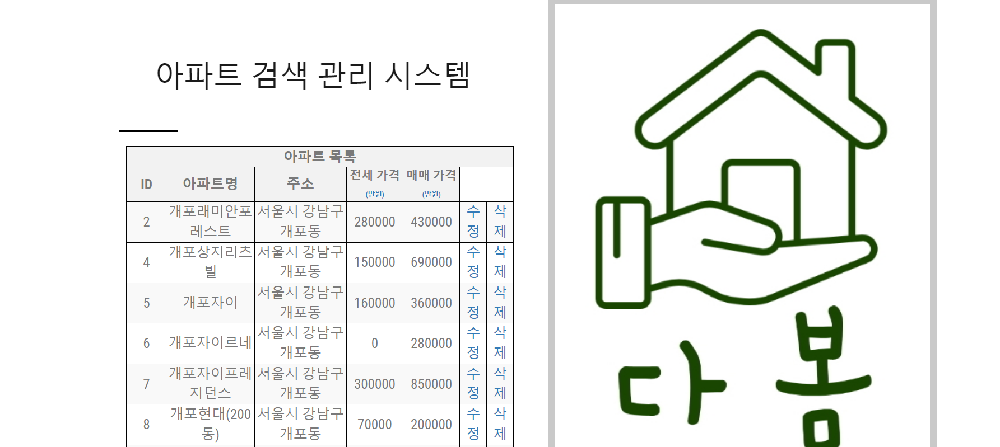 아파트 검색 관리 시스템
아파트 목록
ID 아파트명 주소 전세 가격 매매 가격
(만원) (만원)
2 개포래미안포레스트 서울시 강남구 개포동 280000 430000 수정 삭제
4 개포상지리츠빌 서울시 강남구 개포동 150000 690000 수정 삭제
5 개포자이 서울시 강남구 개포동 160000 360000 수정 삭제
6 개포자이르네 서울시 강남구 개포동 0 280000 수정 삭제
7 개포자이프레지던스 서울시 강남구 개포동 300000 850000 수정 삭제
8 개포현대(200동) 서울시 강남구 개포동 70000 200000 수정 삭제
다봄